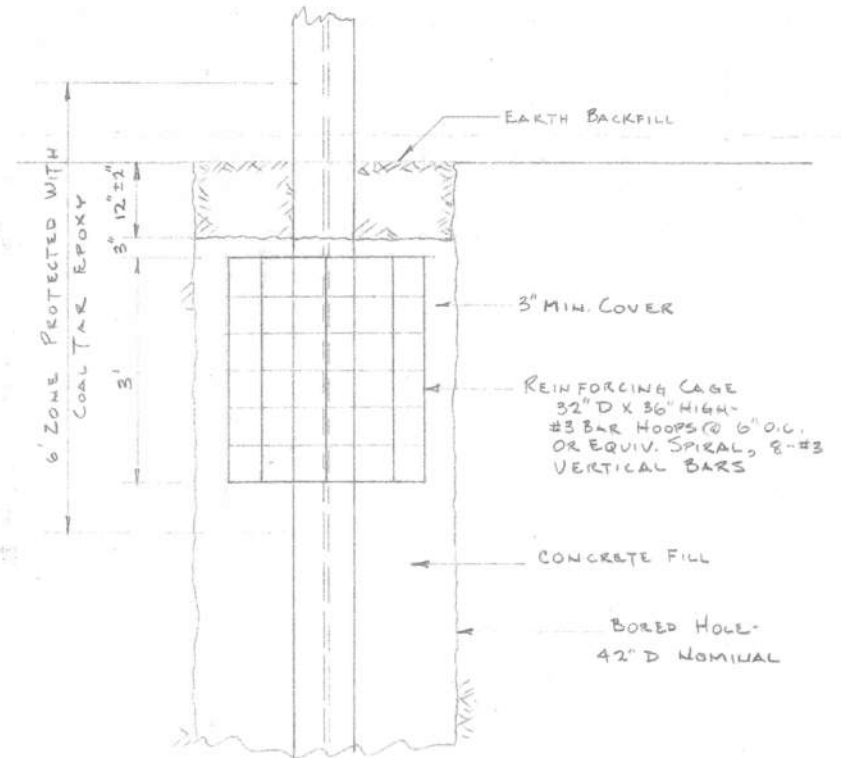 EARTH BACKFILL
6' ZONE PROTECTED WITH
COAL TAR EPOXY
12"±2"
3"
3'
3" MIN. COVER
REINFORCING CAGE
32" D X 36" HIGH-
#3 BAR HOOPS @ 6" O.C.
OR EQUIV. SPIRAL, 8-#3
VERTICAL BARS
CONCRETE FILL
BORED HOLE-
42" D NOMINAL